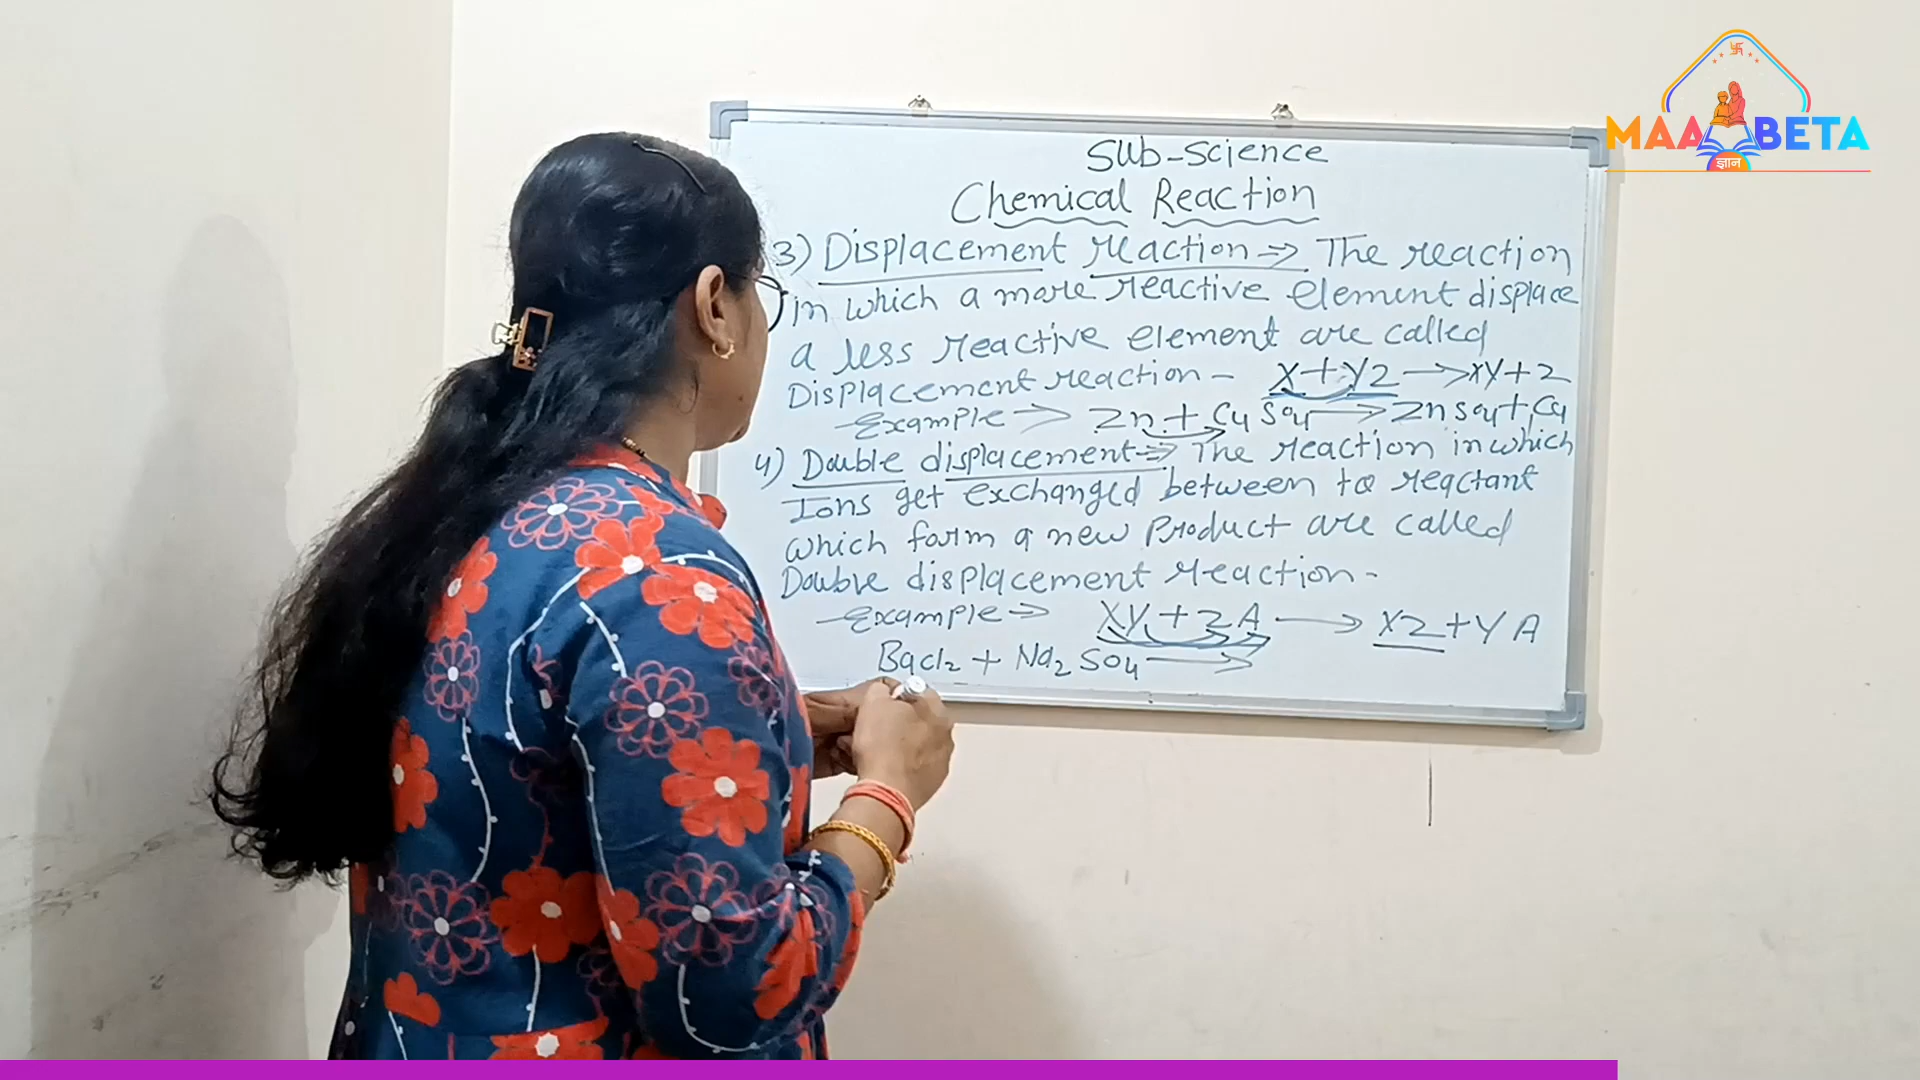 MAA BETA
ज्ञान
Sub-Science
Chemical Reaction
3) Displacement reaction => The reaction
in which a more reactive element displace
a less reactive element are called
Displacement reaction - X + YZ → XY + Z
Example => Zn + CuSO4 → ZnSO4 + Cu
4) Double displacement => The reaction in which
Ions get exchanged between to reactant
which form a new Product are called
Double displacement reaction -
Example => XY + ZA → XZ + YA
BaCl2 + Na2SO4 →